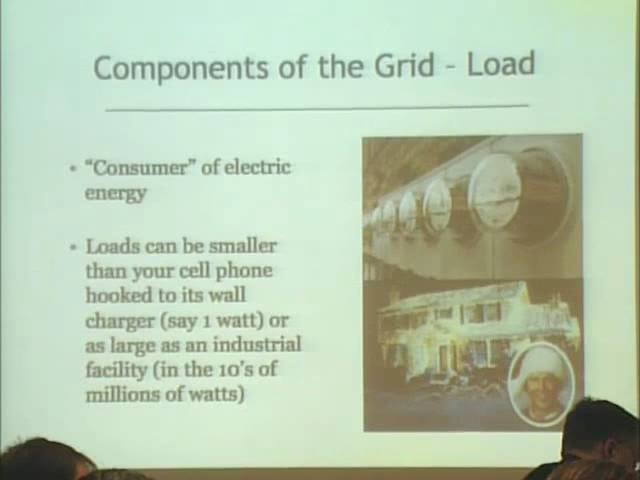 Components of the Grid - Load
• “Consumer” of electric
energy
• Loads can be smaller
than your cell phone
hooked to its wall
charger (say 1 watt) or
as large as an industrial
facility (in the 10's of
millions of watts)